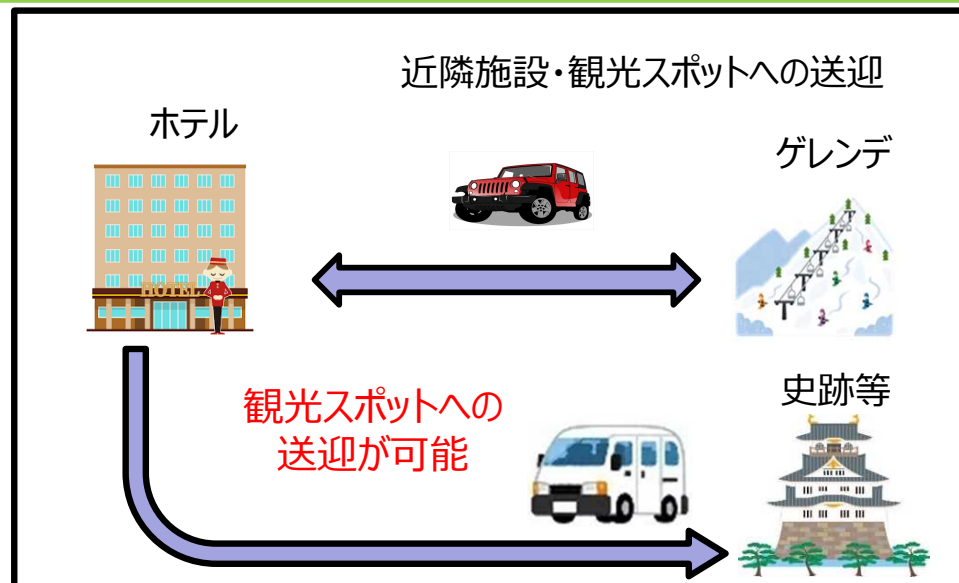 近隣施設・観光スポットへの送迎
ホテル
ゲレンデ
HOTEL
史跡等
観光スポットへの
送迎が可能